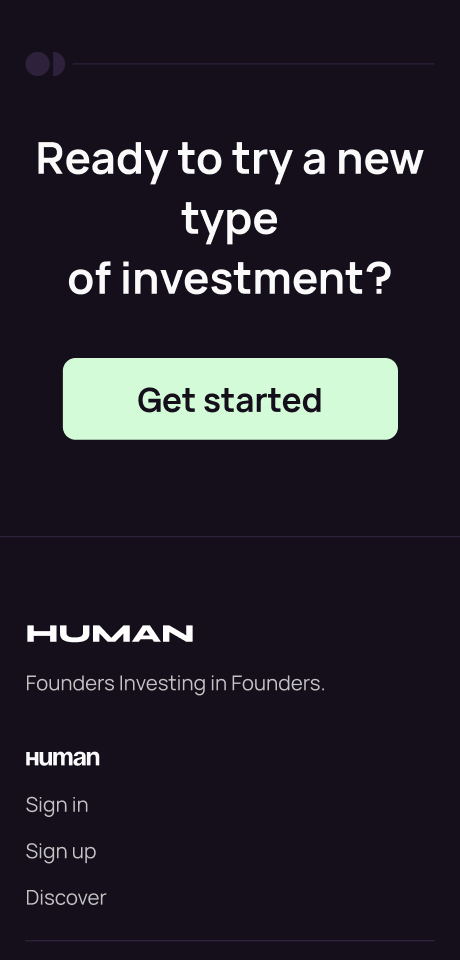 Ready to try a new
type
of investment?
Get started
HUMAN
Founders Investing in Founders.
Human
Sign in
Sign up
Discover